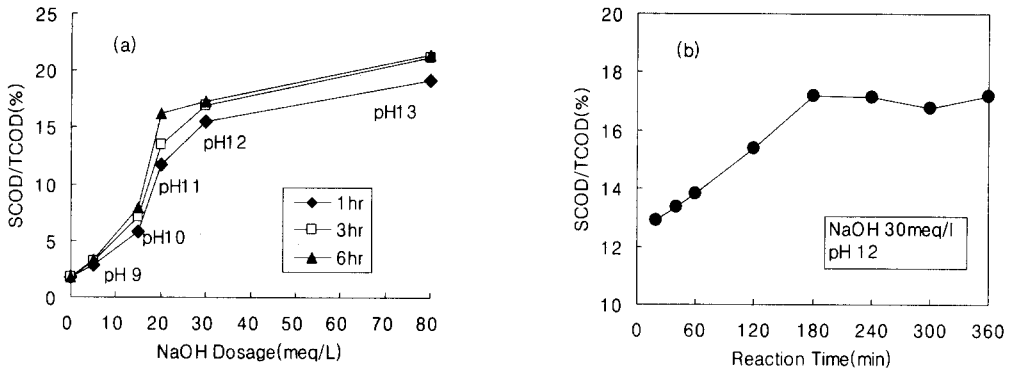 (a)
SCOD/TCOD(%)
25
20
15
10
5
0
pH 9
pH10
pH11
pH12
pH13
1hr
3hr
6hr
0 10 20 30 40 50 60 70 80
NaOH Dosage(meq/L)
(b)
SCOD/TCOD(%)
20
18
16
14
12
10
NaOH 30meq/l
pH 12
0 60 120 180 240 300 360
Reaction Time(min)